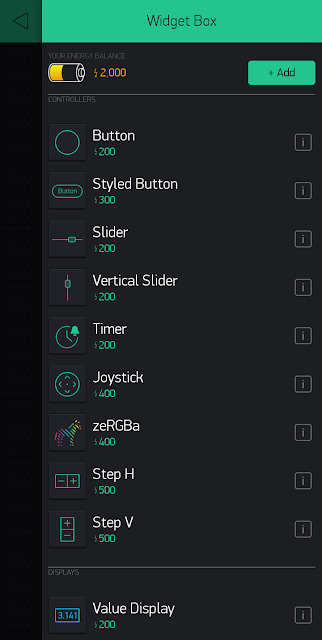 Widget Box
YOUR ENERGY BALANCE
2,000
+ Add
CONTROLLERS
Button
200
i
Button
Styled Button
300
i
Slider
200
i
Vertical Slider
200
i
Timer
200
i
Joystick
400
i
zeRGBa
400
i
Step H
500
i
Step V
500
i
DISPLAYS
3.141
Value Display
200
i